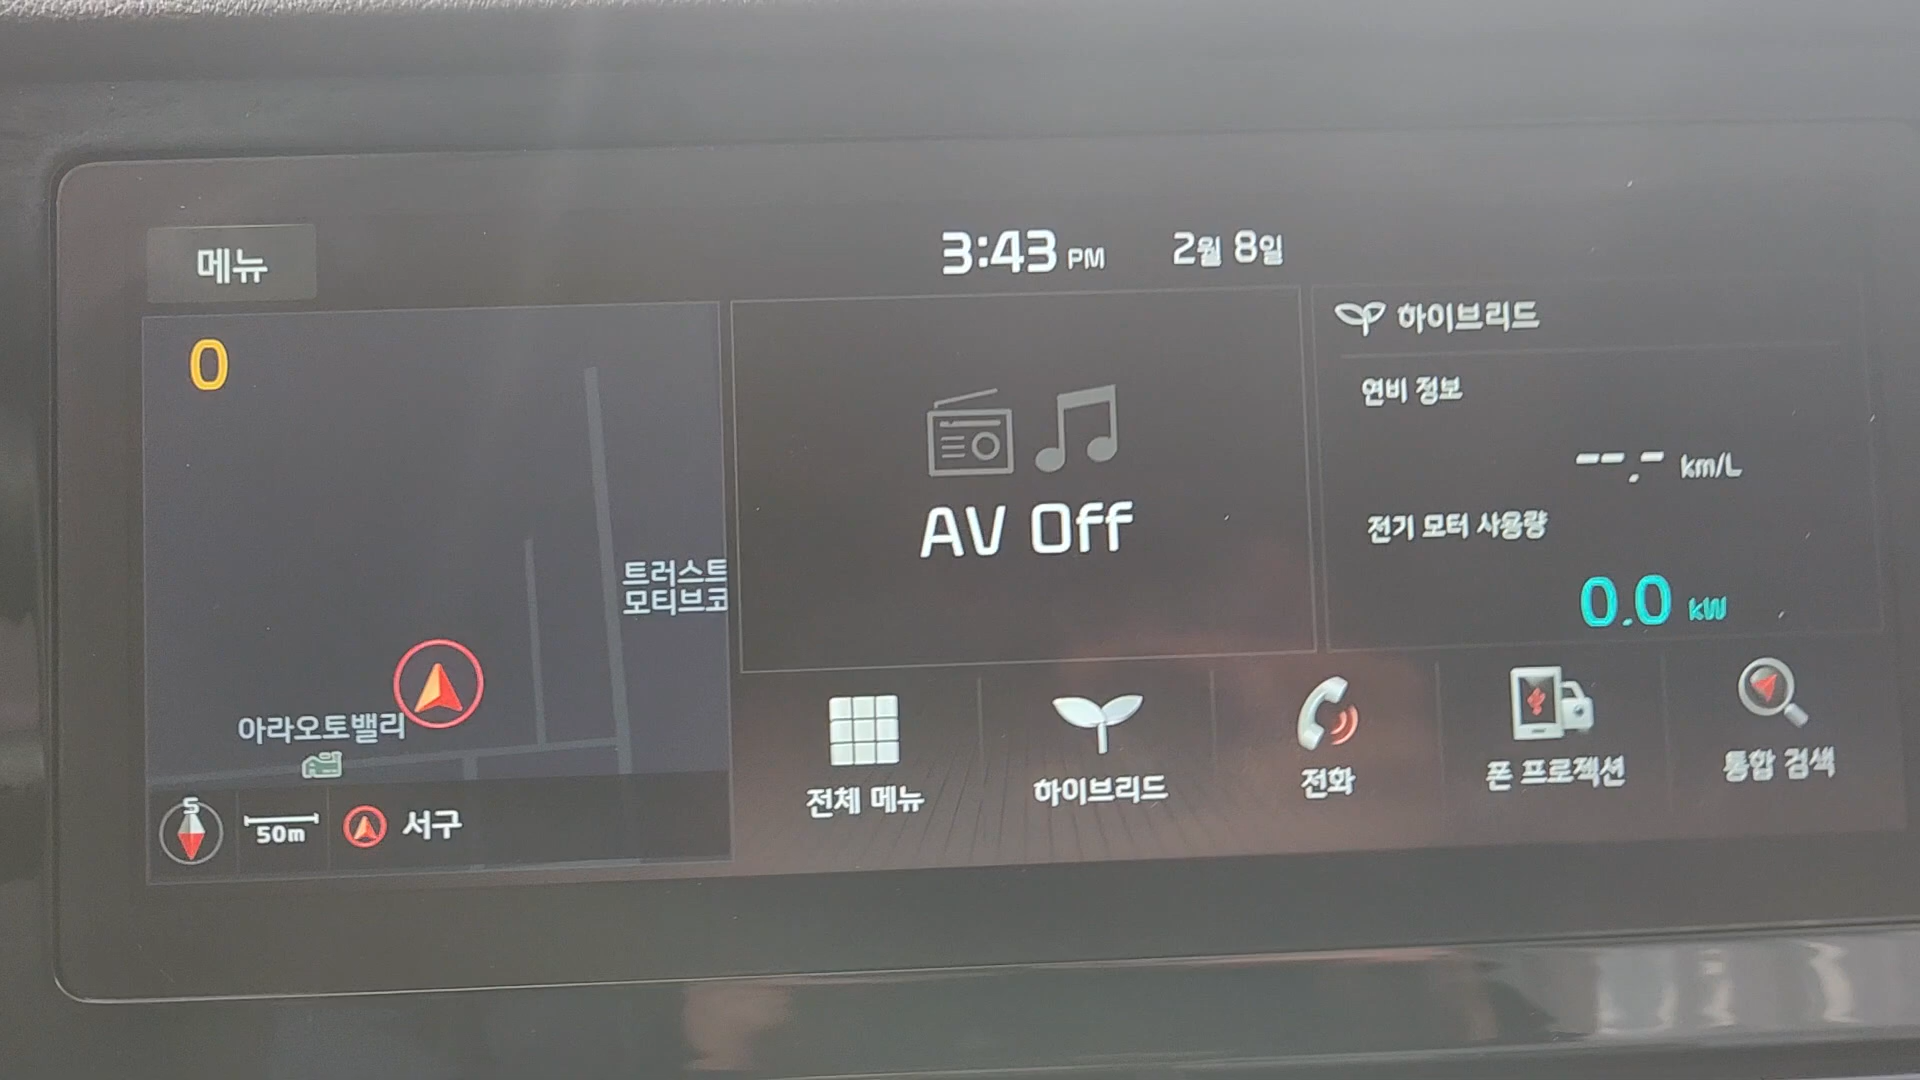 메뉴
3:43 PM 2월 8일
0
트러스트
모티브코
아라오토밸리
S
50m
서구
AV Off
하이브리드
연비 정보
--.- km/L
전기 모터 사용량
0.0 kW
전체 메뉴
하이브리드
전화
폰 프로젝션
통합 검색